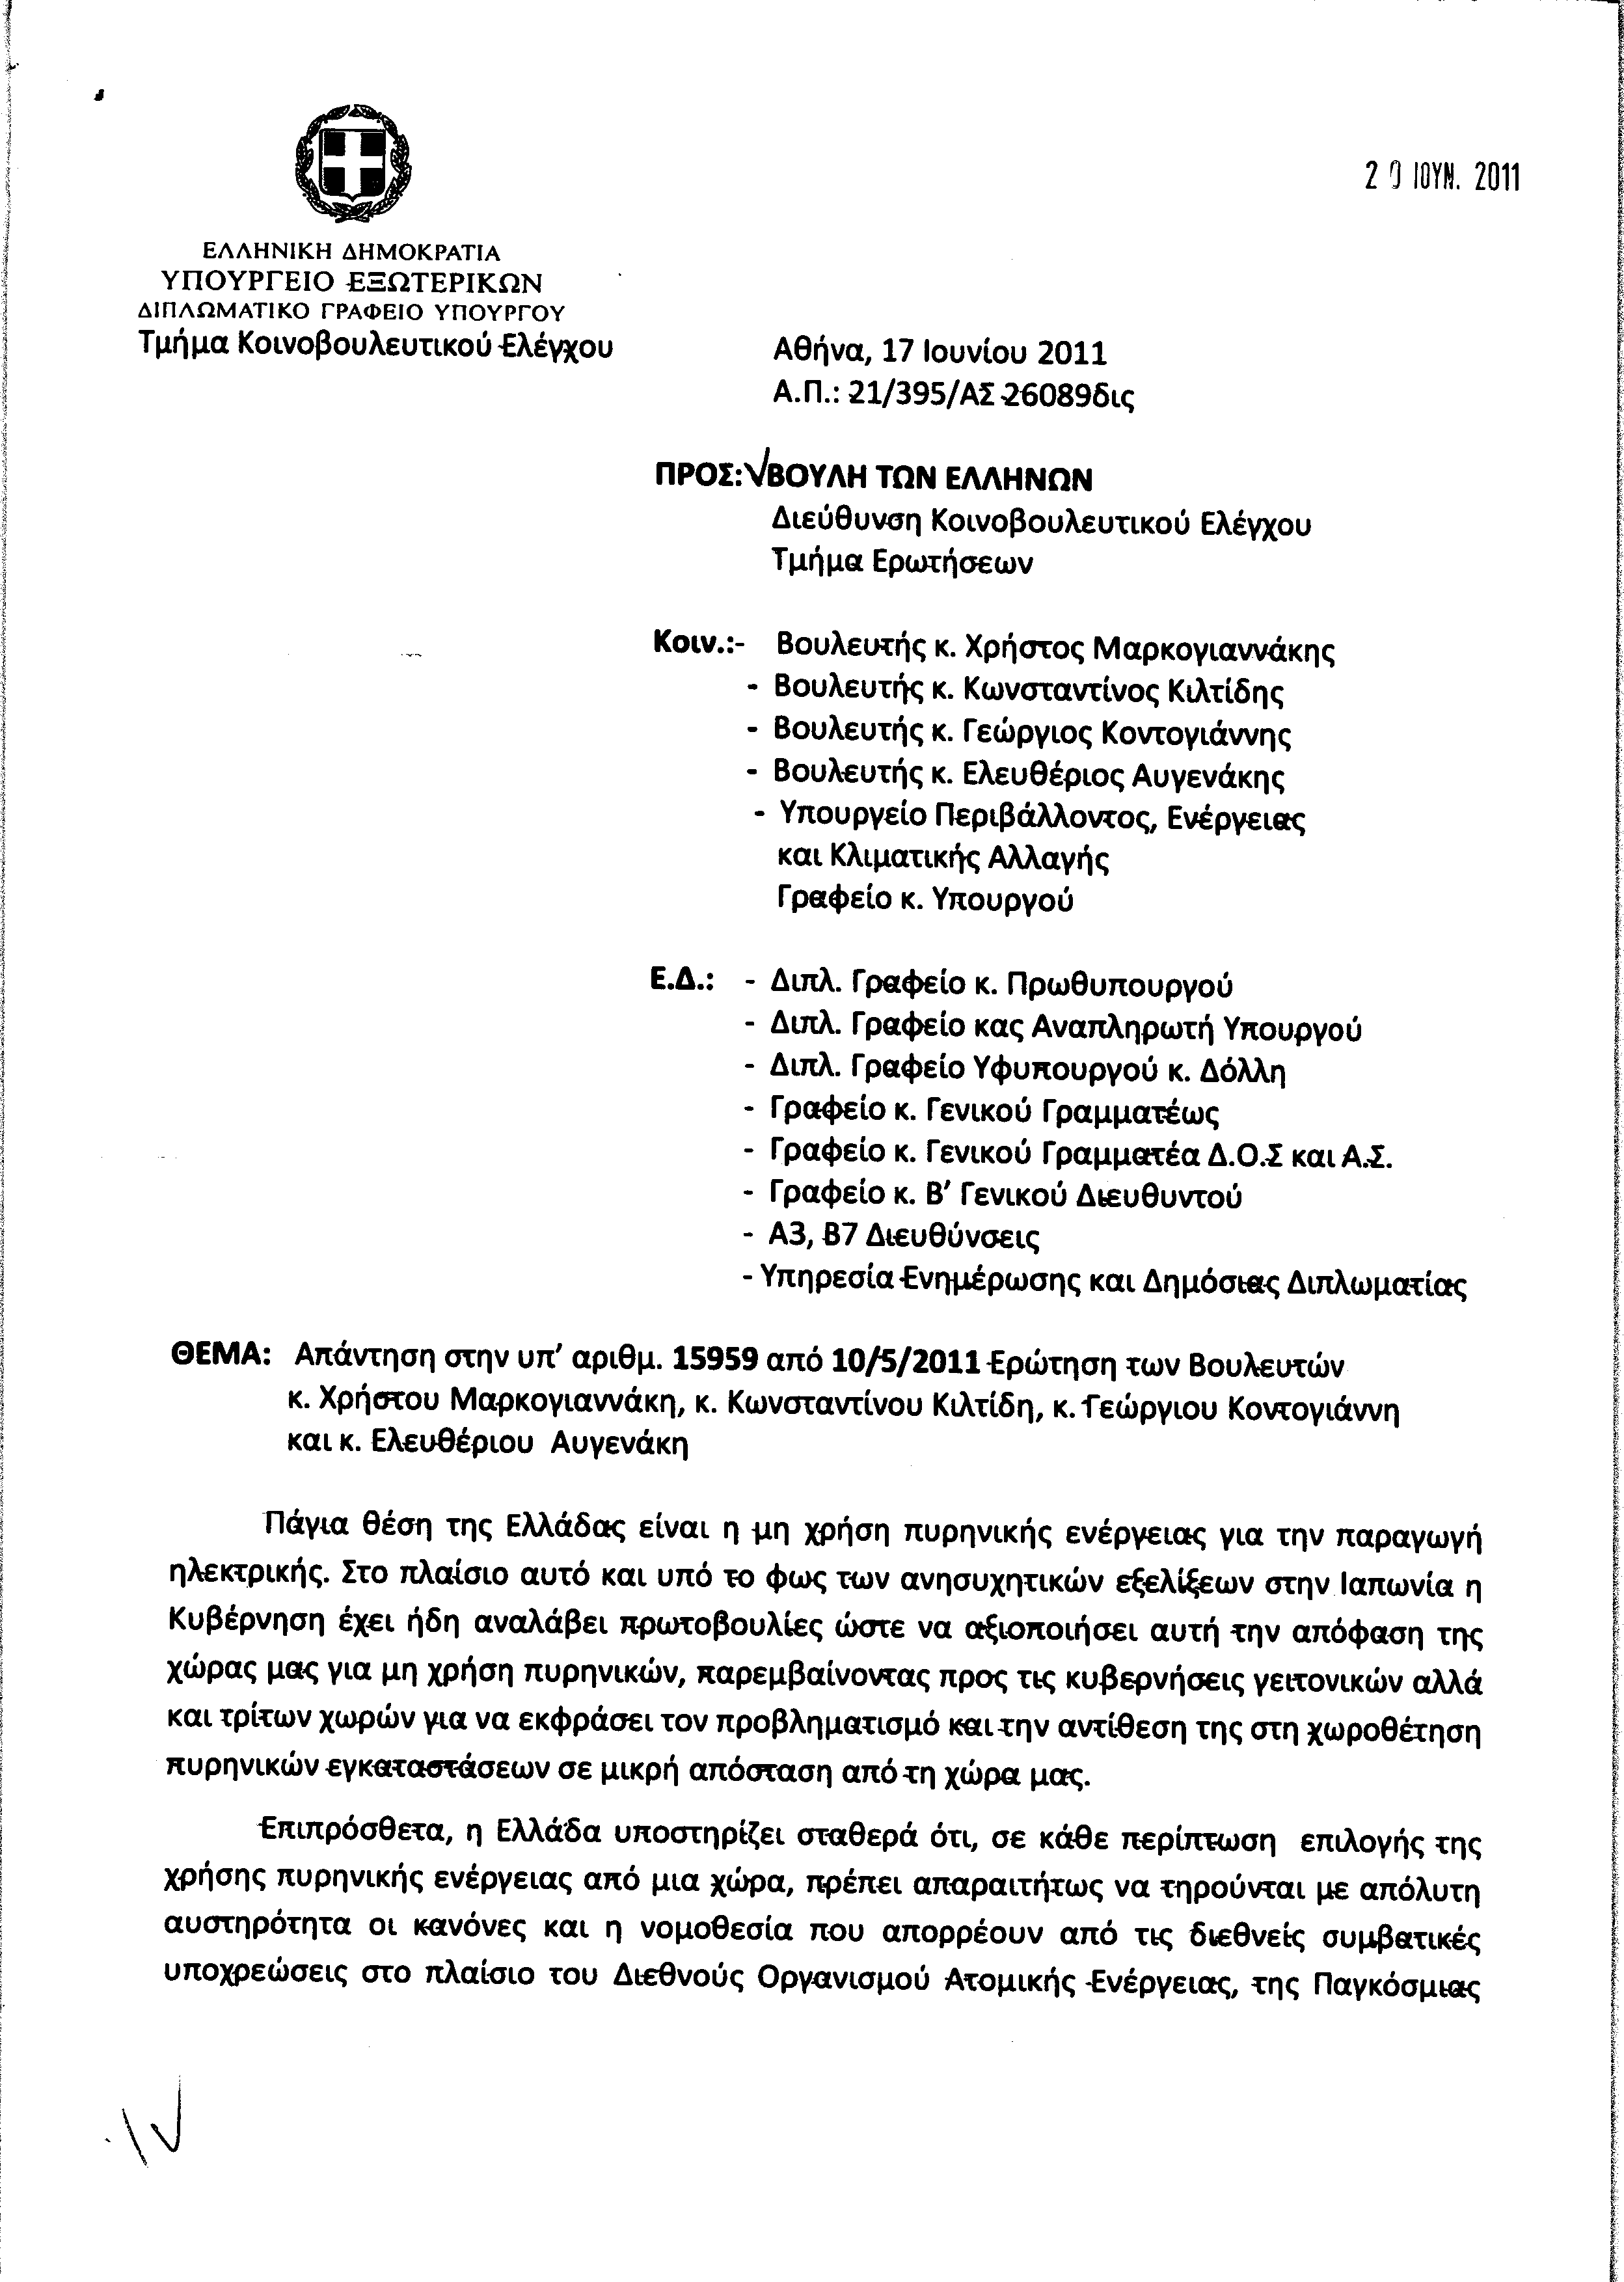 20 ΙΟΥΝ. 2011
ΕΛΛΗΝΙΚΗ ΔΗΜΟΚΡΑΤΙΑ
ΥΠΟΥΡΓΕΙΟ ΕΞΩΤΕΡΙΚΩΝ
ΔΙΠΛΩΜΑΤΙΚΟ ΓΡΑΦΕΙΟ ΥΠΟΥΡΓΟΥ
Τμήμα Κοινοβουλευτικού Ελέγχου
Αθήνα, 17 Ιουνίου 2011
Α.Π.: 21/395/ΑΣ 26089δις
ΠΡΟΣ: ΒΟΥΛΗ ΤΩΝ ΕΛΛΗΝΩΝ
Διεύθυνση Κοινοβουλευτικού Ελέγχου
Τμήμα Ερωτήσεων
Κοιν.:- Βουλευτής κ. Χρήστος Μαρκογιαννάκης
- Βουλευτής κ. Κωνσταντίνος Κιλτίδης
- Βουλευτής κ. Γεώργιος Κοντογιάννης
- Βουλευτής κ. Ελευθέριος Αυγενάκης
- Υπουργείο Περιβάλλοντος, Ενέργειας
και Κλιματικής Αλλαγής
Γραφείο κ. Υπουργού
Ε.Δ.: - Διπλ. Γραφείο κ. Πρωθυπουργού
- Διπλ. Γραφείο κας Αναπληρωτή Υπουργού
- Διπλ. Γραφείο Υφυπουργού κ. Δόλλη
- Γραφείο κ. Γενικού Γραμματέως
- Γραφείο κ. Γενικού Γραμματέα Δ.Ο.Σ και Α.Σ.
- Γραφείο κ. Β' Γενικού Διευθυντού
- Α3, Β7 Διευθύνσεις
- Υπηρεσία Ενημέρωσης και Δημόσιας Διπλωματίας
ΘΕΜΑ: Απάντηση στην υπ' αριθμ. 15959 από 10/5/2011 Ερώτηση των Βουλευτών
κ. Χρήστου Μαρκογιαννάκη, κ. Κωνσταντίνου Κιλτίδη, κ. Γεώργιου Κοντογιάννη
και κ. Ελευθέριου Αυγενάκη
Πάγια θέση της Ελλάδας είναι η μη χρήση πυρηνικής ενέργειας για την παραγωγή
ηλεκτρικής. Στο πλαίσιο αυτό και υπό το φως των ανησυχητικών εξελίξεων στην Ιαπωνία η
Κυβέρνηση έχει ήδη αναλάβει πρωτοβουλίες ώστε να αξιοποιήσει αυτή την απόφαση της
χώρας μας για μη χρήση πυρηνικών, παρεμβαίνοντας προς τις κυβερνήσεις γειτονικών αλλά
και τρίτων χωρών για να εκφράσει τον προβληματισμό και την αντίθεση της στη χωροθέτηση
πυρηνικών εγκαταστάσεων σε μικρή απόσταση από τη χώρα μας.
Επιπρόσθετα, η Ελλάδα υποστηρίζει σταθερά ότι, σε κάθε περίπτωση επιλογής της
χρήσης πυρηνικής ενέργειας από μια χώρα, πρέπει απαραιτήτως να τηρούνται με απόλυτη
αυστηρότητα οι κανόνες και η νομοθεσία που απορρέουν από τις διεθνείς συμβατικές
υποχρεώσεις στο πλαίσιο του Διεθνούς Οργανισμού Ατομικής Ενέργειας, της Παγκόσμιας